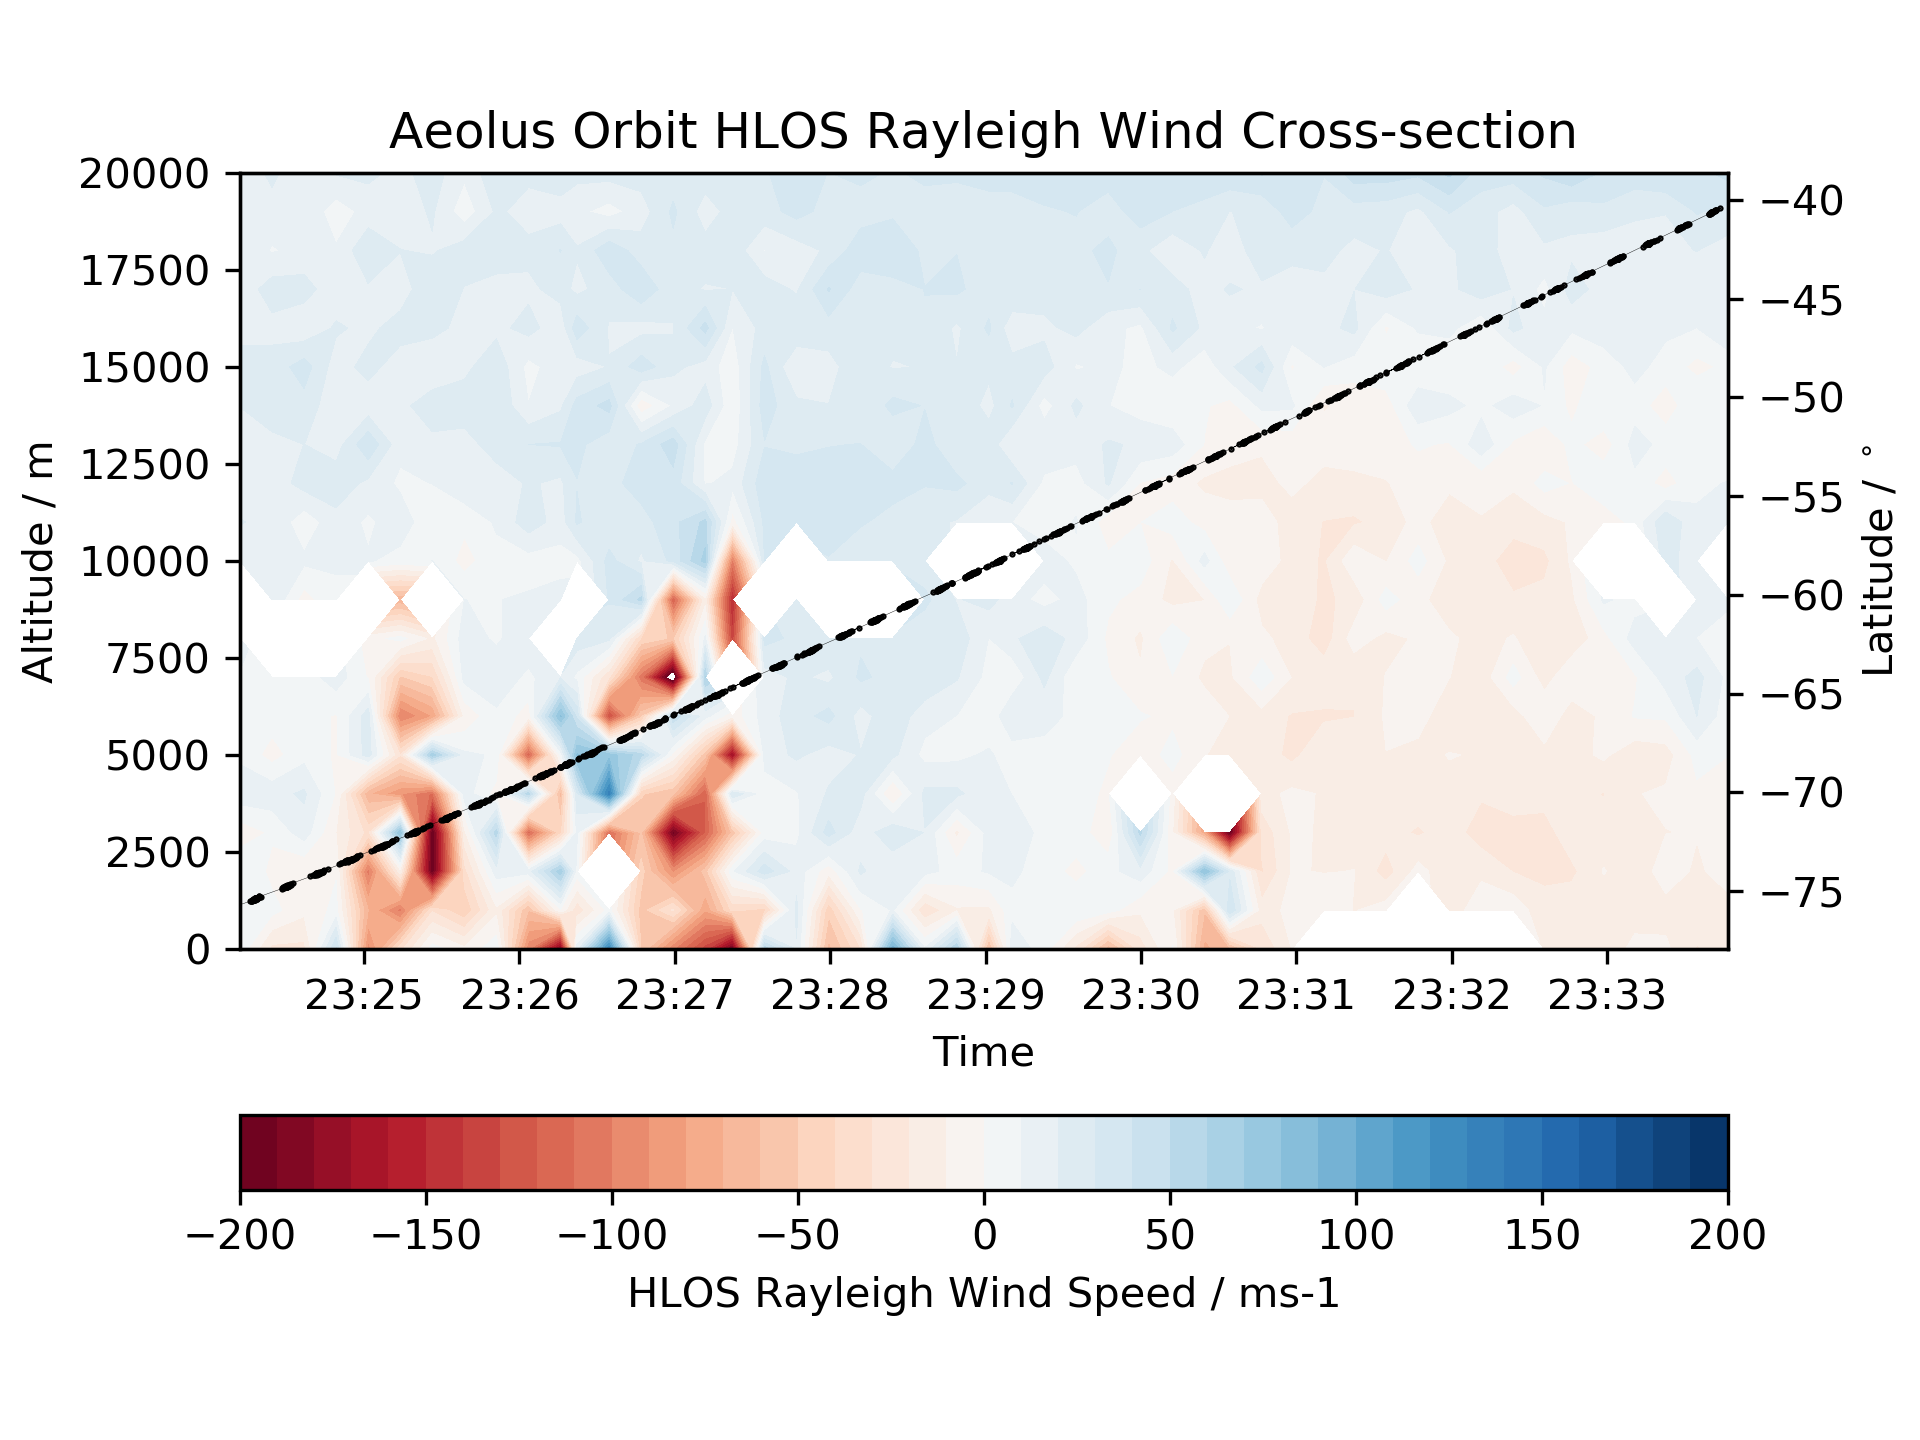 Aeolus Orbit HLOS Rayleigh Wind Cross-section
20000
17500
15000
12500
10000
7500
5000
2500
0
Altitude / m
−40
−45
−50
−55
−60
−65
−70
−75
Latitude / °
23:25 23:26 23:27 23:28 23:29 23:30 23:31 23:32 23:33
Time
−200 −150 −100 −50 0 50 100 150 200
HLOS Rayleigh Wind Speed / ms-1